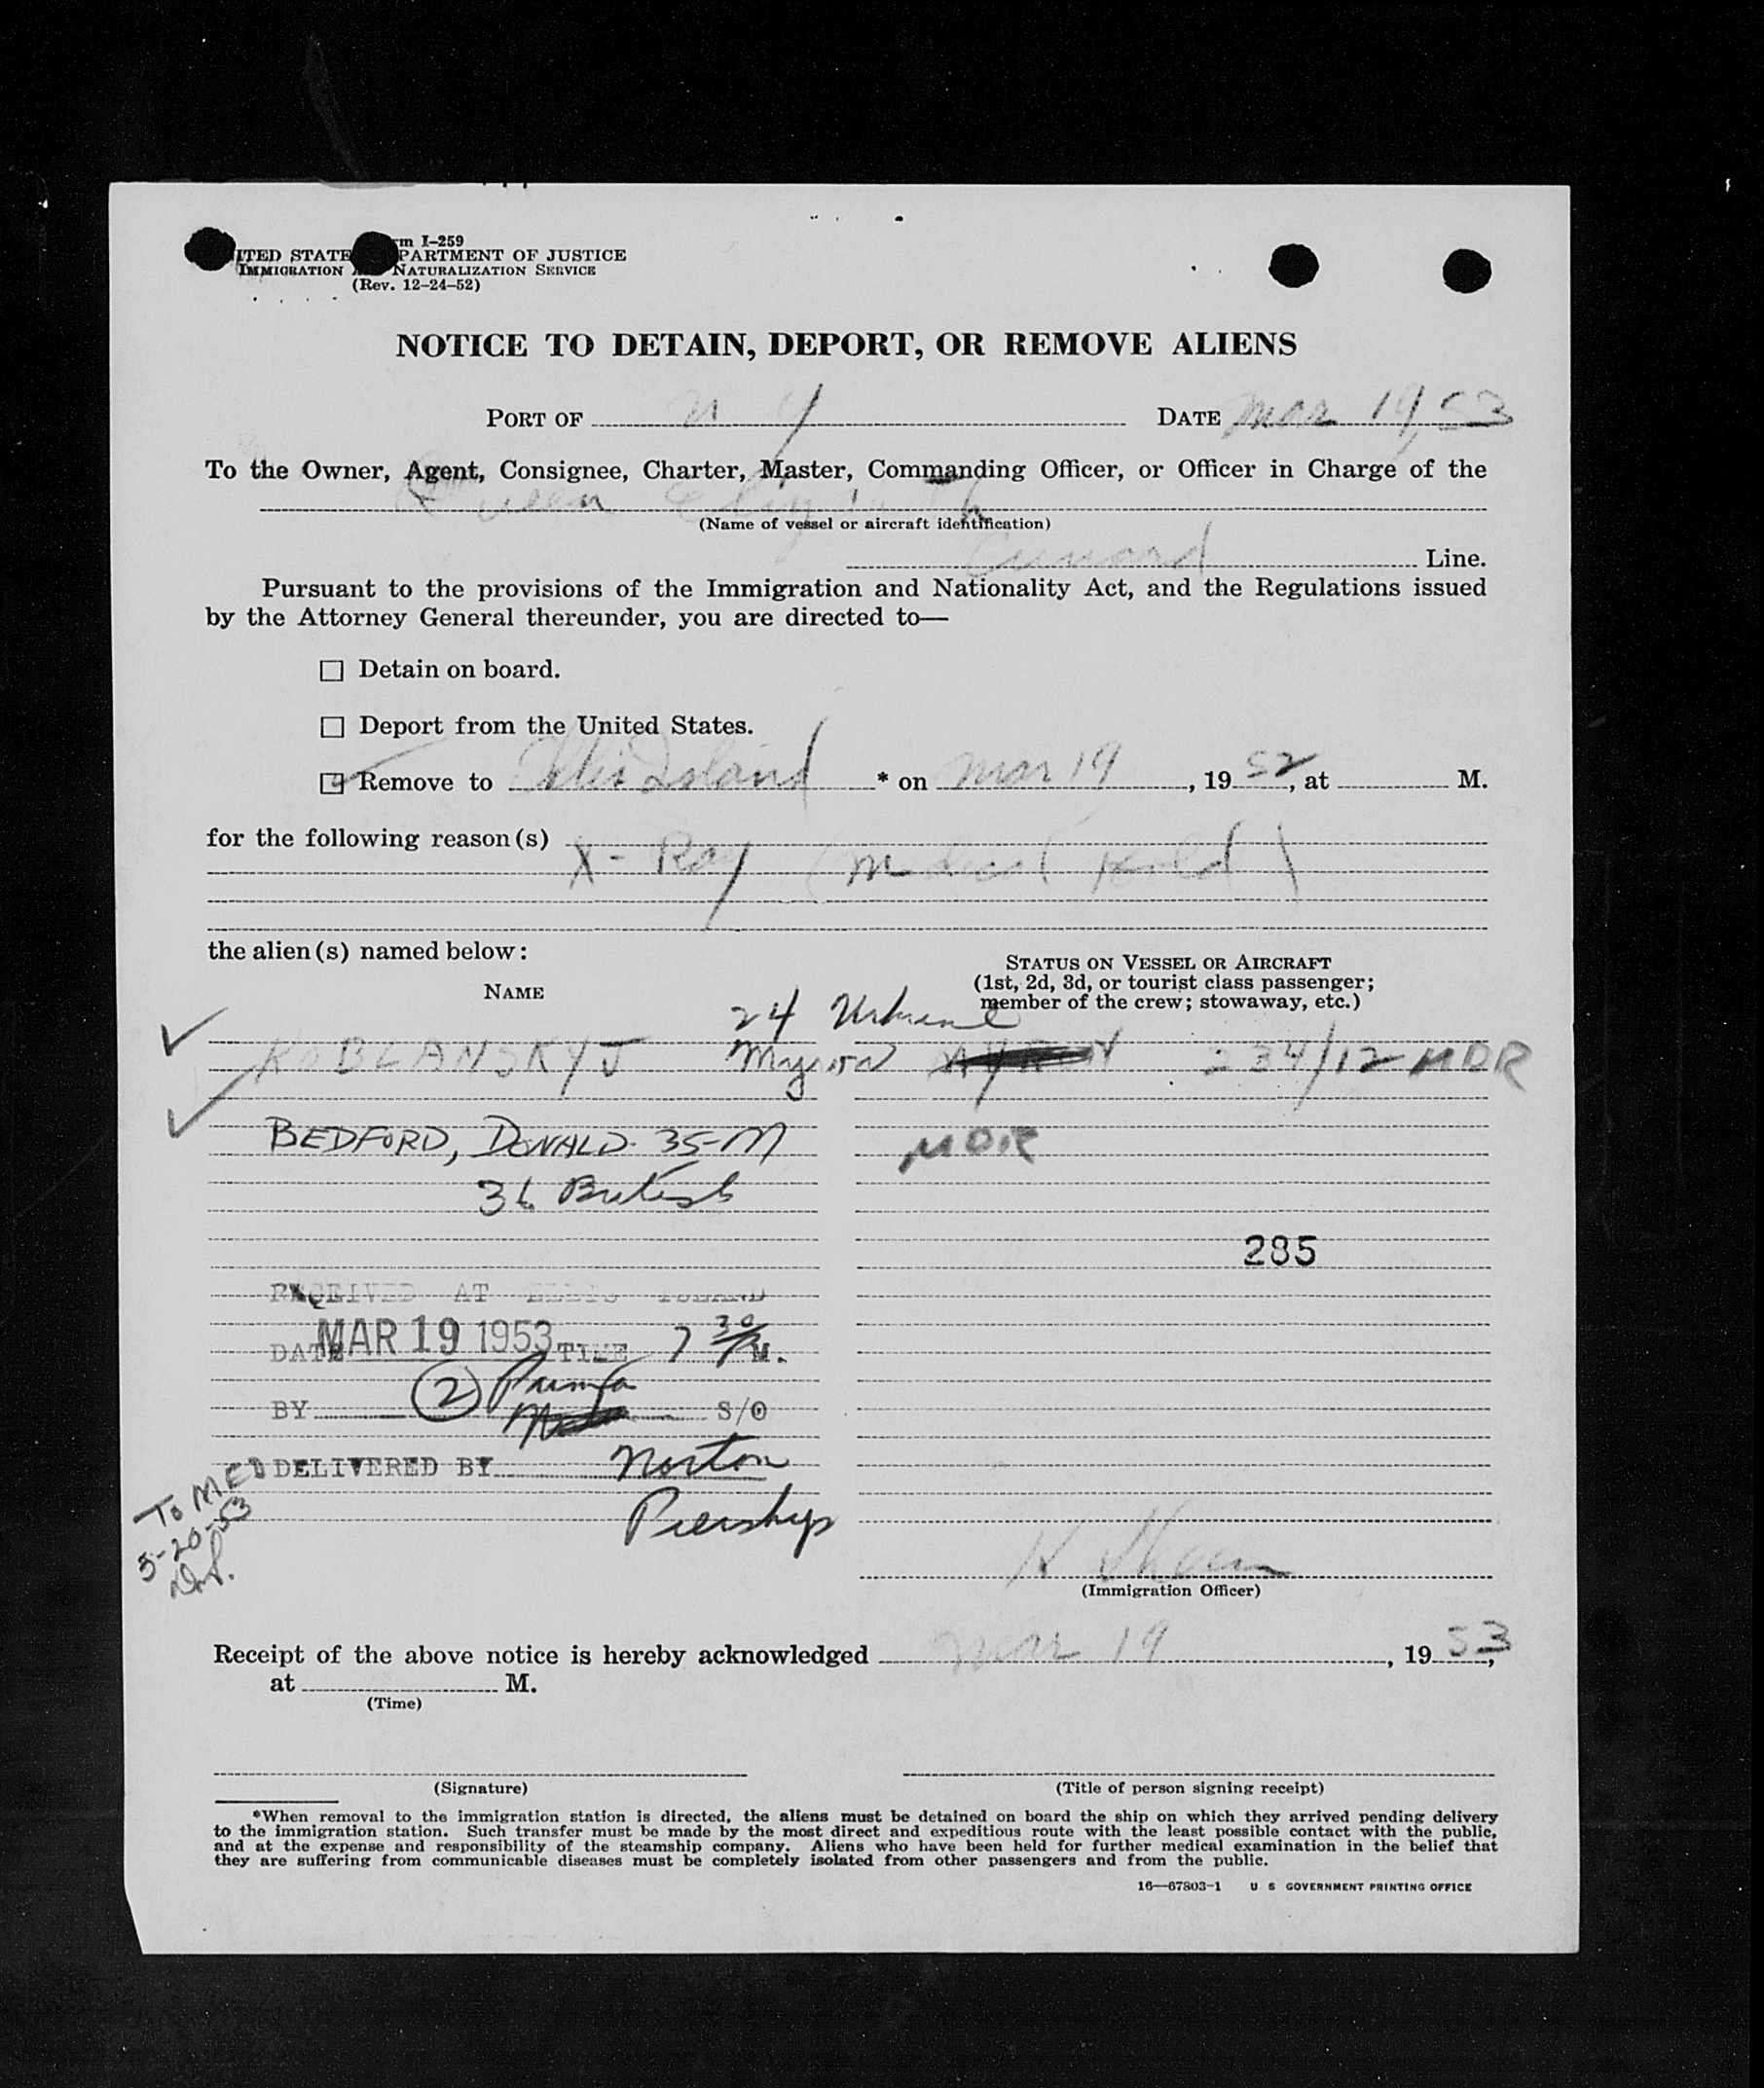 m I-259
ITED STATE PARTMENT OF JUSTICE
IMMIGRATION NATURALIZATION SERVICE
(Rev. 12-24-52)
NOTICE TO DETAIN, DEPORT, OR REMOVE ALIENS
PORT OF N Y DATE Mar 19, 53
To the Owner, Agent, Consignee, Charter, Master, Commanding Officer, or Officer in Charge of the
Queen Elizabeth
(Name of vessel or aircraft identification)
Cunard Line.
Pursuant to the provisions of the Immigration and Nationality Act, and the Regulations issued
by the Attorney General thereunder, you are directed to—
☐ Detain on board.
☐ Deport from the United States.
☑ Remove to Ellis Island * on Mar 19, 19 52, at M.
for the following reason(s)
X-Ray (Medical Hold)
the alien(s) named below:
STATUS ON VESSEL OR AIRCRAFT
(1st, 2d, 3d, or tourist class passenger;
member of the crew; stowaway, etc.)
NAME
24 Ukraine
KOBLANSKYJ Myron 234/12 MDR
BEDFORD, DONALD 35-M MDR
36 British
285
RECEIVED AT ELLIS ISLAND
DATE MAR 19 1953 TIME 7 30 M.
BY (2) S/O
DELIVERED BY Norton
TO MED
Pierships
3-20-53
(Immigration Officer)
Receipt of the above notice is hereby acknowledged Mar 19, 19 53,
at M.
(Time)
(Signature) (Title of person signing receipt)
*When removal to the immigration station is directed, the aliens must be detained on board the ship on which they arrived pending delivery
to the immigration station. Such transfer must be made by the most direct and expeditious route with the least possible contact with the public,
and at the expense and responsibility of the steamship company. Aliens who have been held for further medical examination in the belief that
they are suffering from communicable diseases must be completely isolated from other passengers and from the public.
16—67803-1 U S GOVERNMENT PRINTING OFFICE